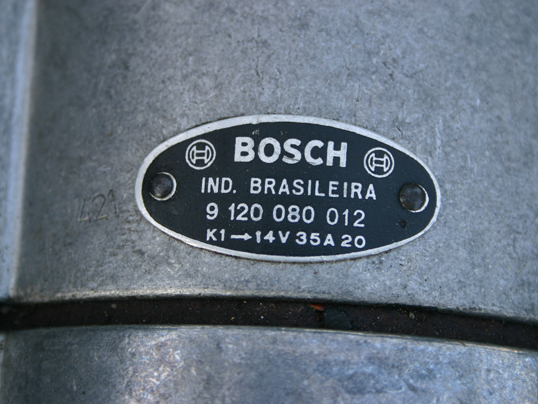 BOSCH
IND. BRASILEIRA
9 120 080 012
K1→14V 35A 20